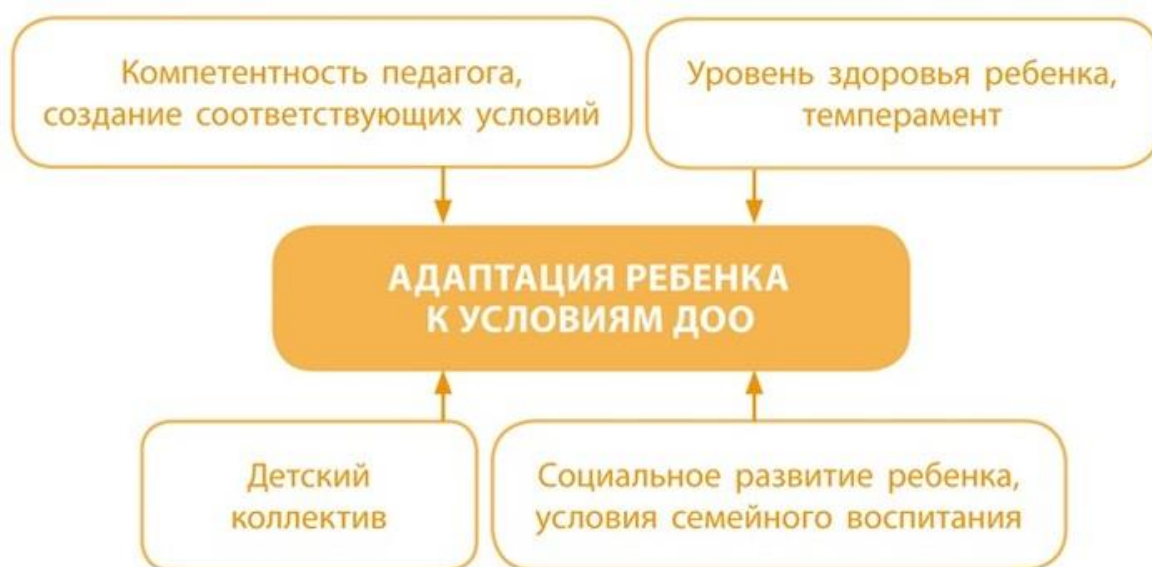 Компетентность педагога,
создание соответствующих условий
Уровень здоровья ребенка,
темперамент
АДАПТАЦИЯ РЕБЕНКА
К УСЛОВИЯМ ДОО
Детский
коллектив
Социальное развитие ребенка,
условия семейного воспитания